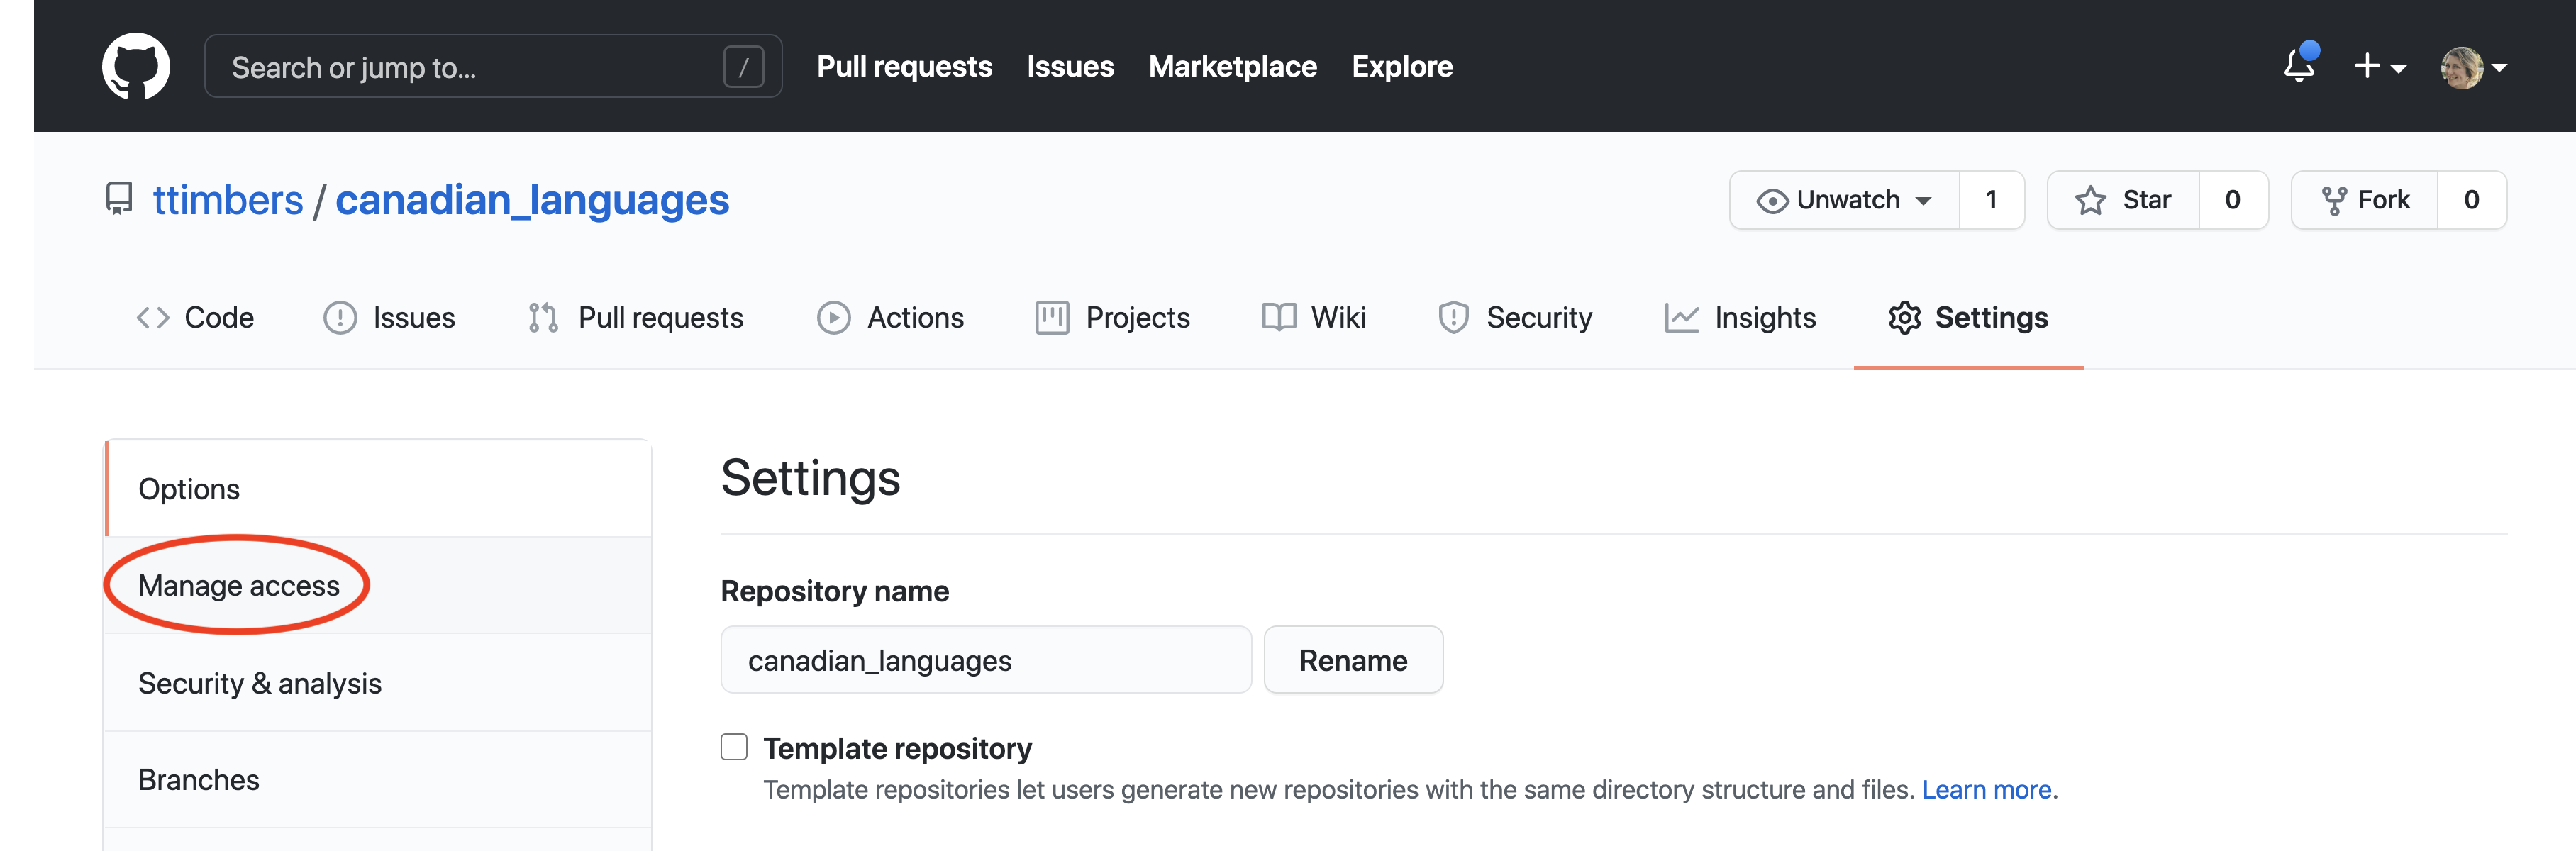 Search or jump to... / Pull requests Issues Marketplace Explore
ttimbers / canadian_languages Unwatch 1 Star 0 Fork 0
Code Issues Pull requests Actions Projects Wiki Security Insights Settings
Options
Manage access
Security & analysis
Branches
Settings
Repository name
canadian_languages Rename
Template repository
Template repositories let users generate new repositories with the same directory structure and files. Learn more.